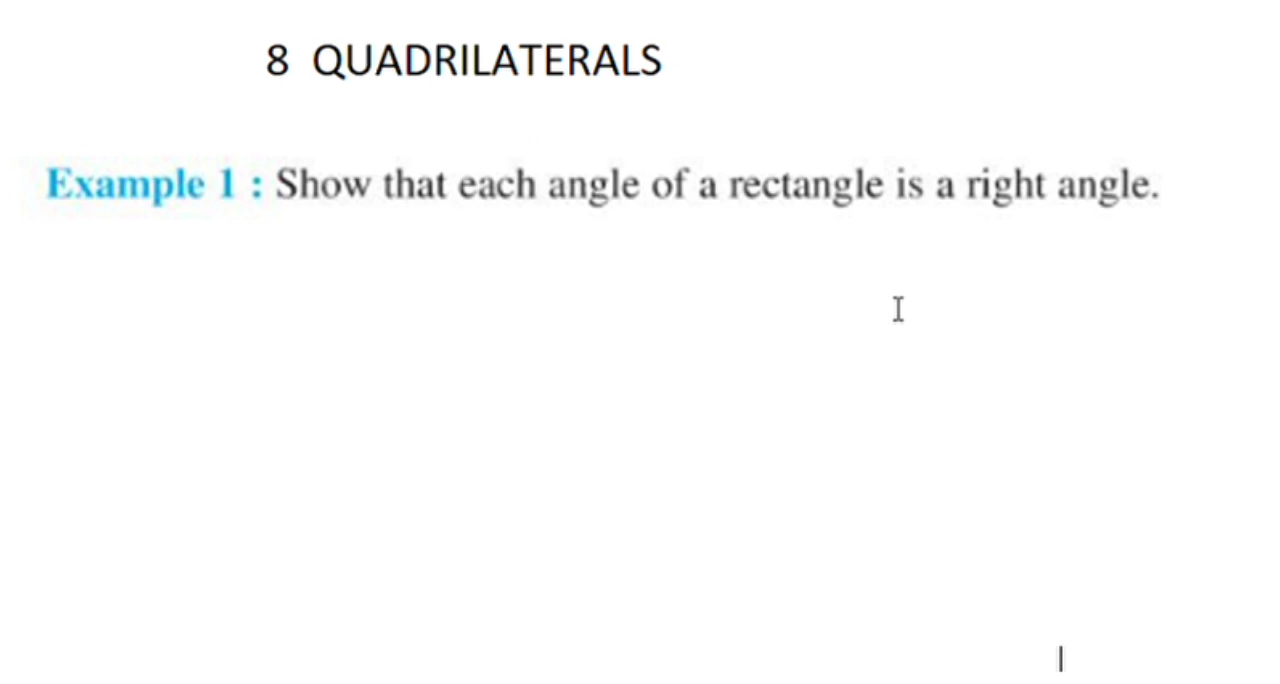 8 QUADRILATERALS
Example 1 : Show that each angle of a rectangle is a right angle.